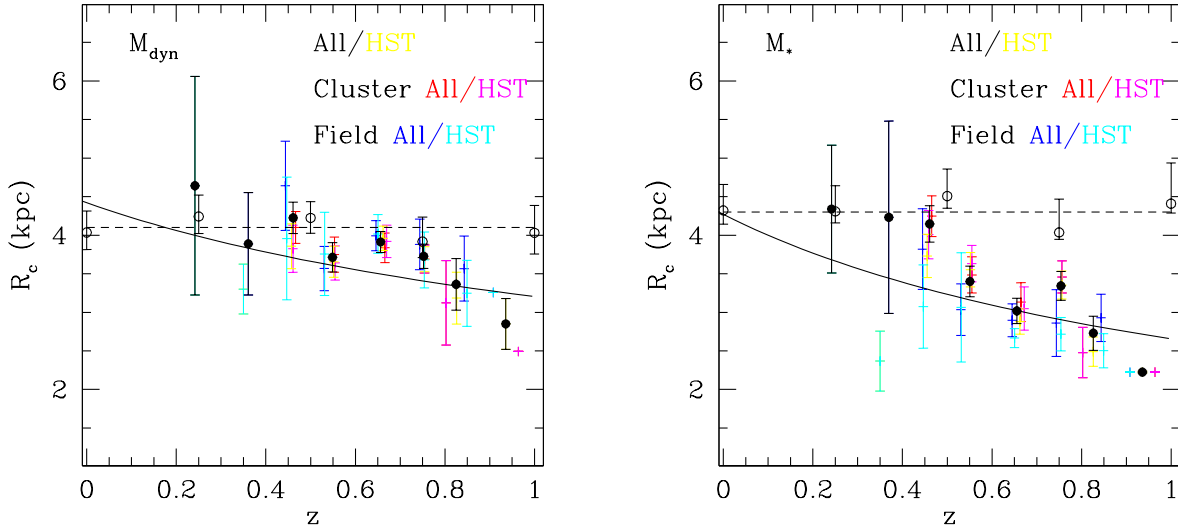 M_dyn All/HST
Cluster All/HST
Field All/HST
R_c (kpc)
6
4
2
0 0.2 0.4 0.6 0.8 1
z
M_* All/HST
Cluster All/HST
Field All/HST
R_c (kpc)
6
4
2
0 0.2 0.4 0.6 0.8 1
z